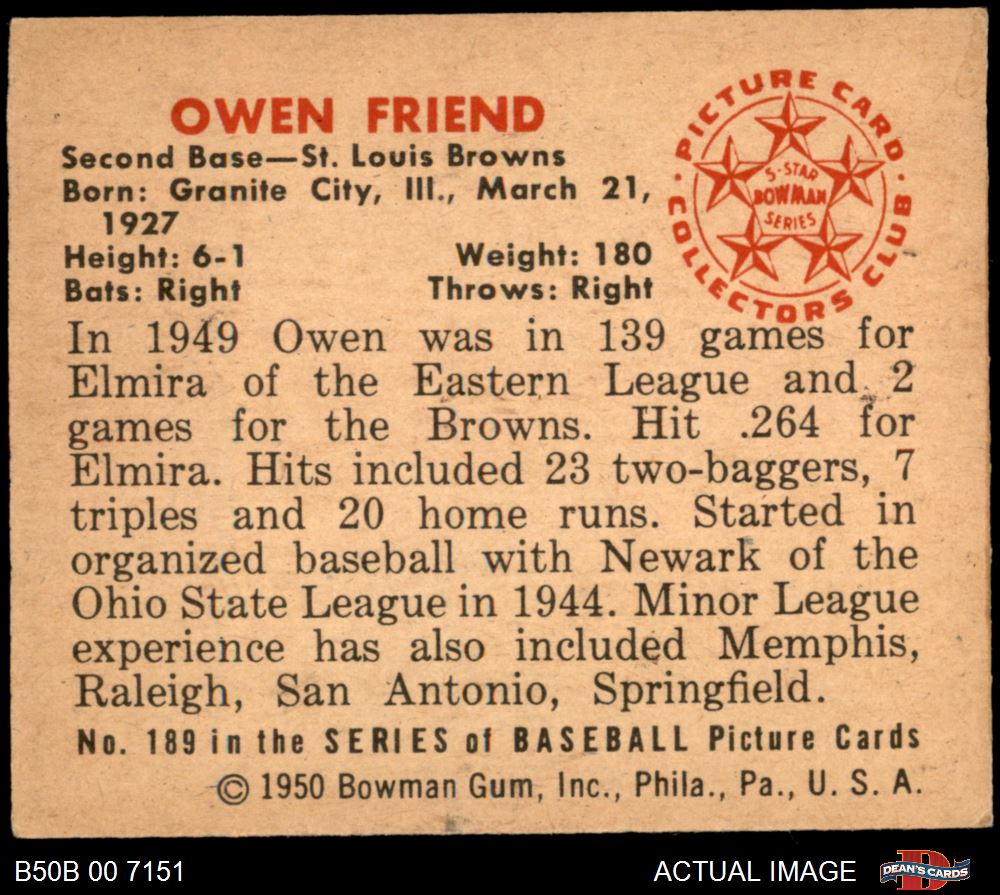 OWEN FRIEND
Second Base—St. Louis Browns
Born: Granite City, Ill., March 21,
1927
Height: 6-1 Weight: 180
Bats: Right Throws: Right
PICTURE CARD
COLLECTORS CLUB
5-STAR
BOWMAN
SERIES
In 1949 Owen was in 139 games for
Elmira of the Eastern League and 2
games for the Browns. Hit .264 for
Elmira. Hits included 23 two-baggers, 7
triples and 20 home runs. Started in
organized baseball with Newark of the
Ohio State League in 1944. Minor League
experience has also included Memphis,
Raleigh, San Antonio, Springfield.
No. 189 in the SERIES of BASEBALL Picture Cards
© 1950 Bowman Gum, Inc., Phila., Pa., U. S. A.
B50B 00 7151
ACTUAL IMAGE
D
DEAN'S CARDS